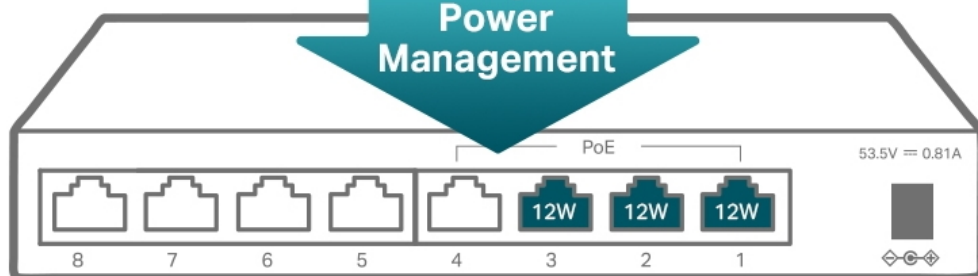 Power
Management
PoE
53.5V ⎓ 0.81A
12W 12W 12W
8 7 6 5 4 3 2 1